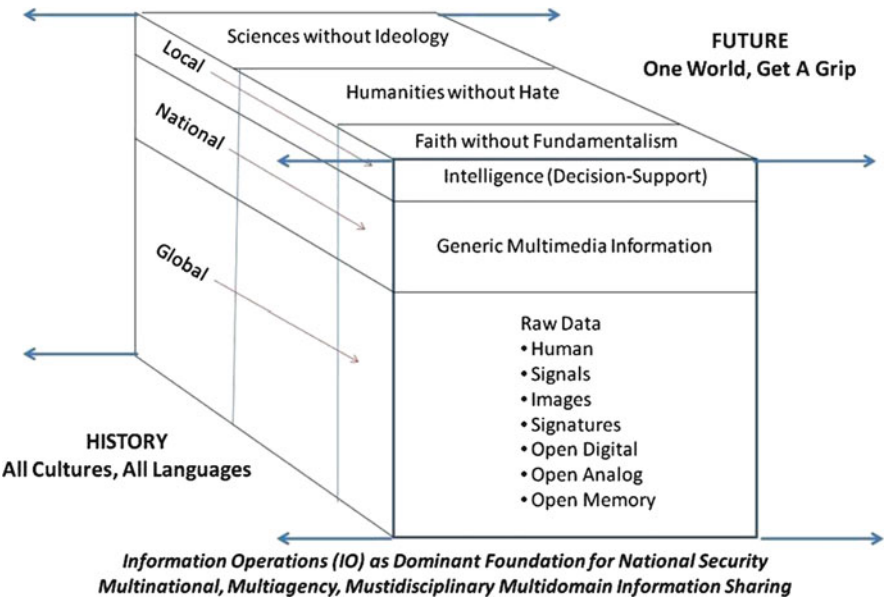 Sciences without Ideology
FUTURE
One World, Get A Grip
Local
Humanities without Hate
National
Faith without Fundamentalism
Intelligence (Decision-Support)
Generic Multimedia Information
Global
Raw Data
• Human
• Signals
• Images
• Signatures
• Open Digital
• Open Analog
• Open Memory
HISTORY
All Cultures, All Languages
Information Operations (IO) as Dominant Foundation for National Security
Multinational, Multiagency, Mustidisciplinary Multidomain Information Sharing